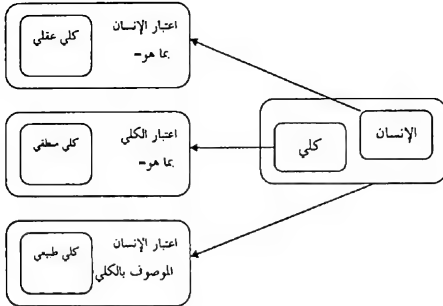 اعتبار الإنسان
بما هو-
كلي عقلي
اعتبار الكلي
بما هو-
كلي منطقي
اعتبار الإنسان
الموصوف بالكلي
كلي طبيعي
الإنسان
كلي